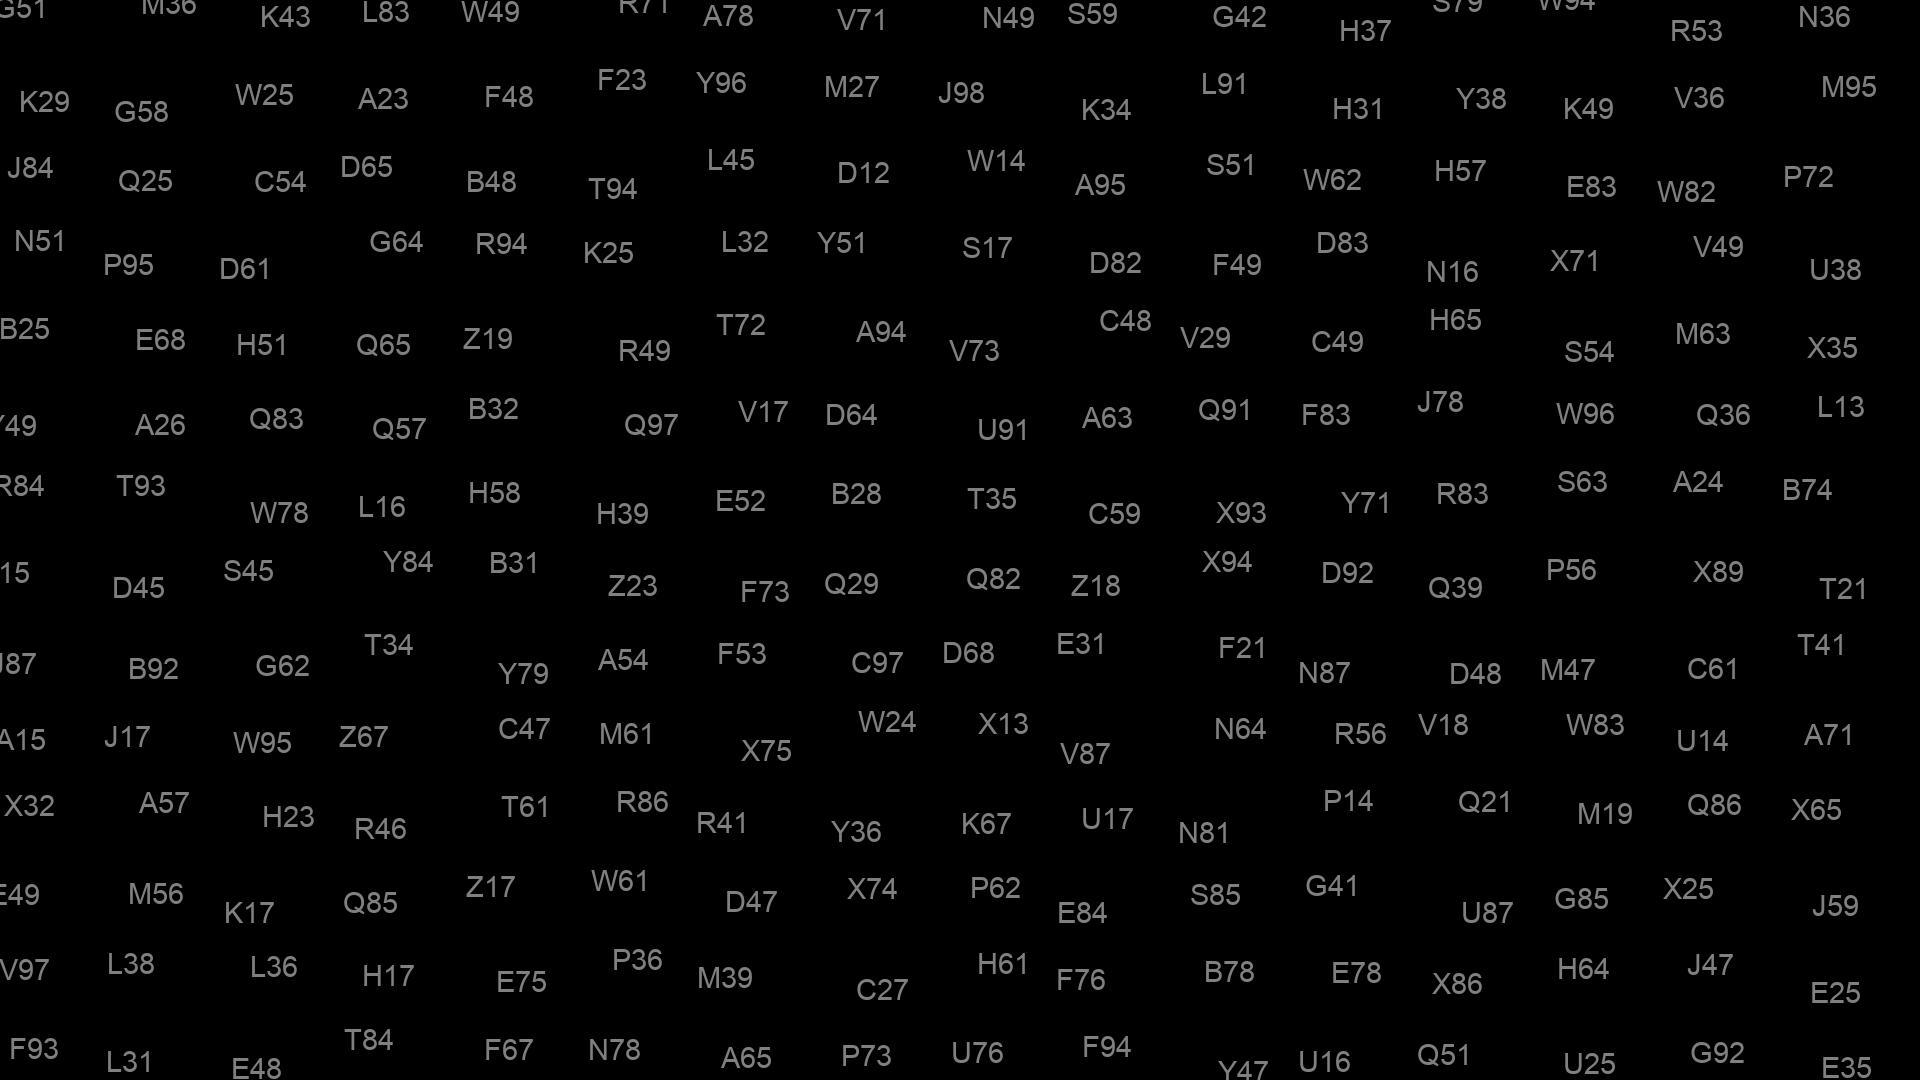 G51 M36 K43 L83 W49 R71 A78 V71 N49 S59 G42 H37 S79 W94 R53 N36
K29 G58 W25 A23 F48 F23 Y96 M27 J98 K34 L91 H31 Y38 K49 V36 M95
J84 Q25 C54 D65 B48 T94 L45 D12 W14 A95 S51 W62 H57 E83 W82 P72
N51 P95 D61 G64 R94 K25 L32 Y51 S17 D82 F49 D83 N16 X71 V49 U38
B25 E68 H51 Q65 Z19 R49 T72 A94 V73 C48 V29 C49 H65 S54 M63 X35
Y49 A26 Q83 Q57 B32 Q97 V17 D64 U91 A63 Q91 F83 J78 W96 Q36 L13
R84 T93 W78 L16 H58 H39 E52 B28 T35 C59 X93 Y71 R83 S63 A24 B74
15 D45 S45 Y84 B31 Z23 F73 Q29 Q82 Z18 X94 D92 Q39 P56 X89 T21
87 B92 G62 T34 Y79 A54 F53 C97 D68 E31 F21 N87 D48 M47 C61 T41
A15 J17 W95 Z67 C47 M61 X75 W24 X13 V87 N64 R56 V18 W83 U14 A71
X32 A57 H23 R46 T61 R86 R41 Y36 K67 U17 N81 P14 Q21 M19 Q86 X65
E49 M56 K17 Q85 Z17 W61 D47 X74 P62 E84 S85 G41 U87 G85 X25 J59
V97 L38 L36 H17 E75 P36 M39 C27 H61 F76 B78 E78 X86 H64 J47 E25
F93 L31 E48 T84 F67 N78 A65 P73 U76 F94 Y47 U16 Q51 U25 G92 E35